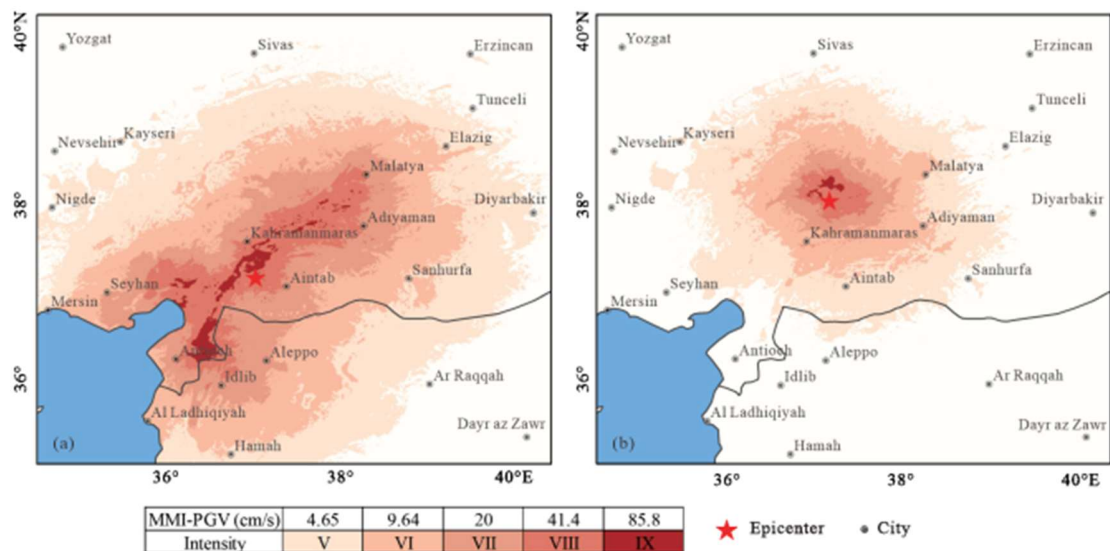 40°N
38°
36°
Yozgat
Sivas
Erzincan
Tunceli
Nevsehir
Kayseri
Elazig
Malatya
Nigde
Diyarbakir
Adiyaman
Kahramanmaras
Seyhan
Aintab
Sanhurfa
Mersin
Antioch
Aleppo
Idlib
Ar Raqqah
Al Ladhiqiyah
Dayr az Zawr
(a)
Hamah
36°
38°
40°E
40°N
38°
36°
Yozgat
Sivas
Erzincan
Tunceli
Nevsehir
Kayseri
Elazig
Malatya
Nigde
Diyarbakir
Adiyaman
Kahramanmaras
Seyhan
Aintab
Sanhurfa
Mersin
Antioch
Aleppo
Idlib
Ar Raqqah
Al Ladhiqiyah
Dayr az Zawr
(b)
Hamah
36°
38°
40°E
MMI-PGV (cm/s) 4.65 9.64 20 41.4 85.8
Intensity V VI VII VIII IX
Epicenter
City